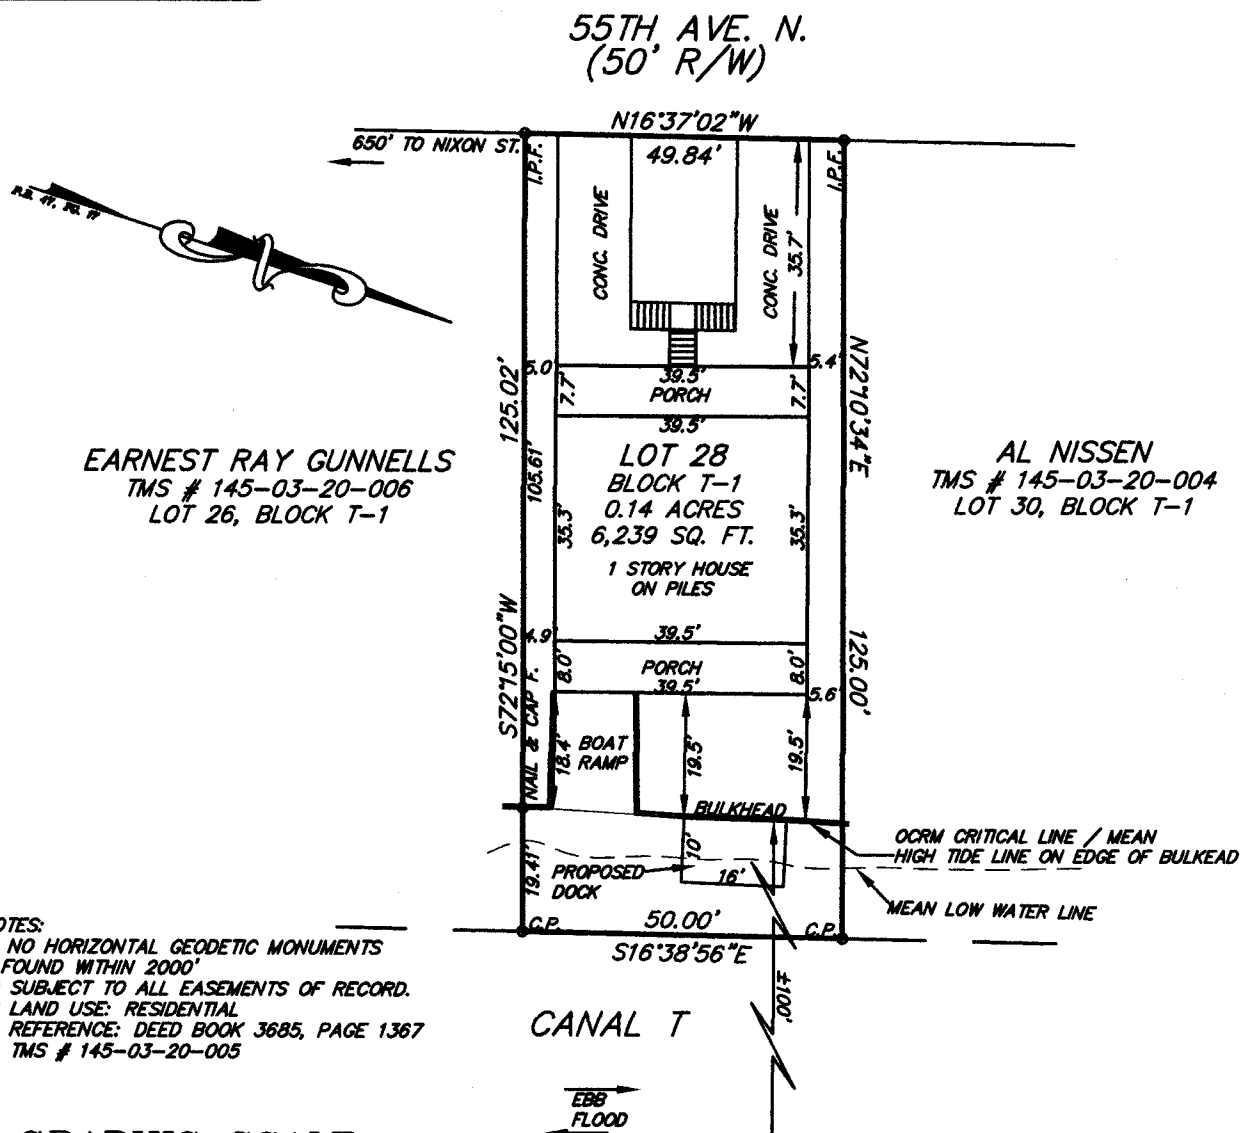 55TH AVE. N.
(50' R/W)
N16°37'02"W
650' TO NIXON ST.
49.84'
I.P.F.
I.P.F.
P.B. 47, PG. 17
CONC. DRIVE
CONC. DRIVE
35.7'
125.02'
N72°10'34"E
5.0'
39.5'
5.4'
7.7'
PORCH
7.7'
39.5'
EARNEST RAY GUNNELLS
TMS # 145-03-20-006
LOT 26, BLOCK T-1
105.61'
LOT 28
BLOCK T-1
0.14 ACRES
6,239 SQ. FT.
1 STORY HOUSE
ON PILES
35.3'
35.3'
AL NISSEN
TMS # 145-03-20-004
LOT 30, BLOCK T-1
S72°15'00"W
125.00'
4.9'
39.5'
8.0'
PORCH
8.0'
39.5'
5.6'
NAIL & CAP F.
18.4'
BOAT
RAMP
19.5'
19.5'
BULKHEAD
OCRM CRITICAL LINE / MEAN
HIGH TIDE LINE ON EDGE OF BULKEAD
19.41'
10'
PROPOSED
DOCK
16'
MEAN LOW WATER LINE
C.P.
50.00'
C.P.
S16°38'56"E
OTES:
NO HORIZONTAL GEODETIC MONUMENTS
FOUND WITHIN 2000'
SUBJECT TO ALL EASEMENTS OF RECORD.
LAND USE: RESIDENTIAL
REFERENCE: DEED BOOK 3685, PAGE 1367
TMS # 145-03-20-005
±100'
CANAL T
EBB
FLOOD